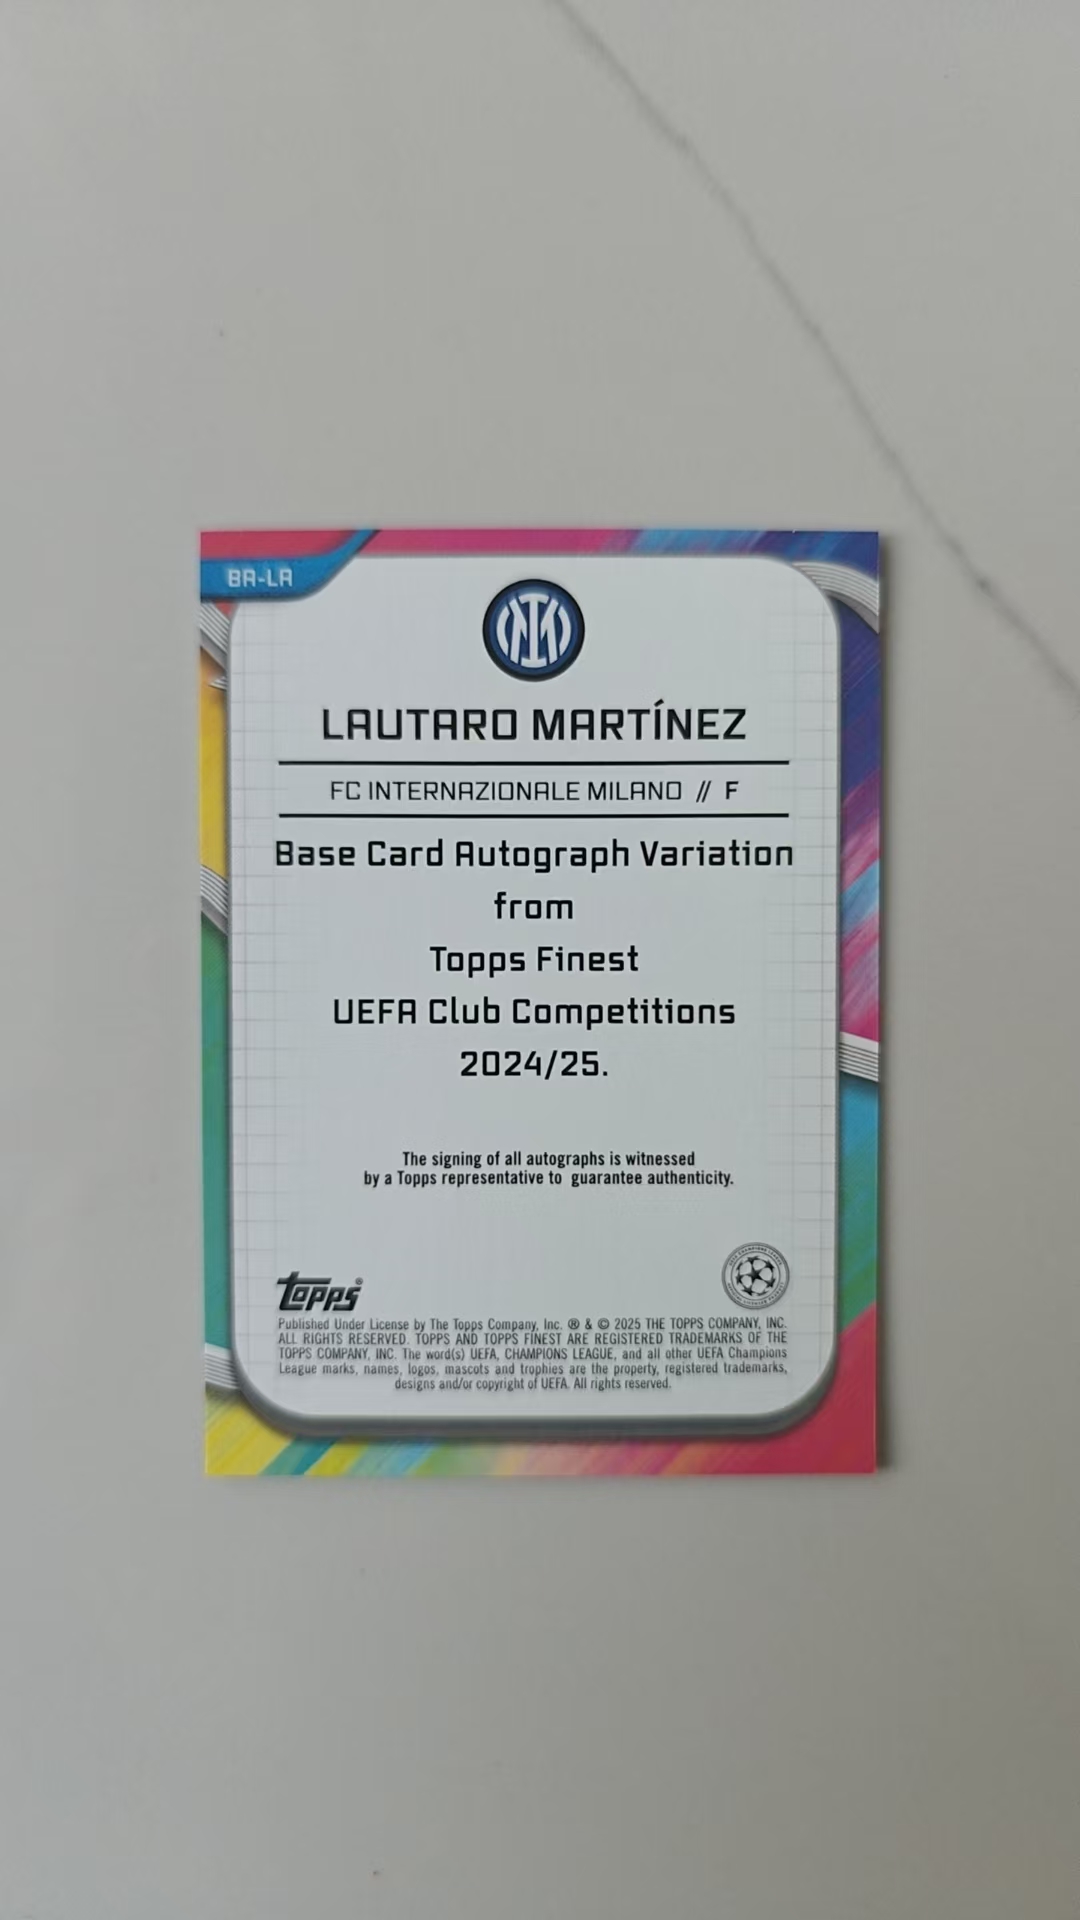 BA-LA
LAUTARO MARTÍNEZ
FC INTERNAZIONALE MILANO // F
Base Card Autograph Variation
from
Topps Finest
UEFA Club Competitions
2024/25.
The signing of all autographs is witnessed
by a Topps representative to guarantee authenticity.
topps®
Published Under License by The Topps Company, Inc. ® & © 2025 THE TOPPS COMPANY, INC.
ALL RIGHTS RESERVED. TOPPS AND TOPPS FINEST ARE REGISTERED TRADEMARKS OF THE
TOPPS COMPANY, INC. The word(s) UEFA, CHAMPIONS LEAGUE, and all other UEFA Champions
League marks, names, logos, mascots and trophies are the property, registered trademarks,
designs and/or copyright of UEFA. All rights reserved.